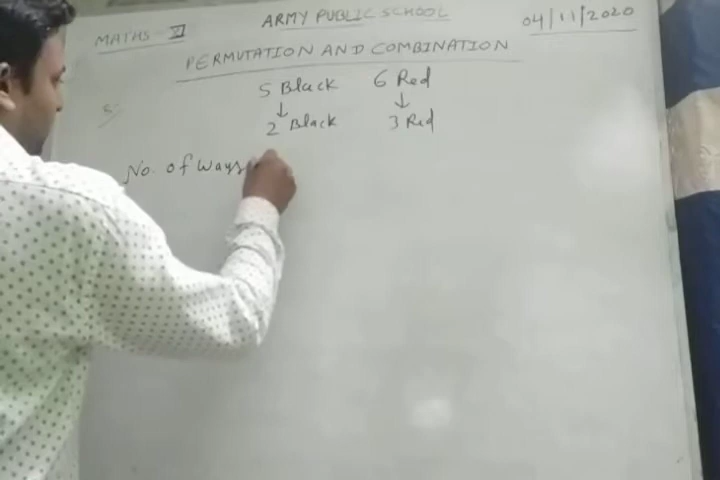 ARMY PUBLIC SCHOOL
MATHS - XI
04/11/2020
PERMUTATION AND COMBINATION
5 Black 6 Red
↓ ↓
2 Black 3 Red
No. of ways